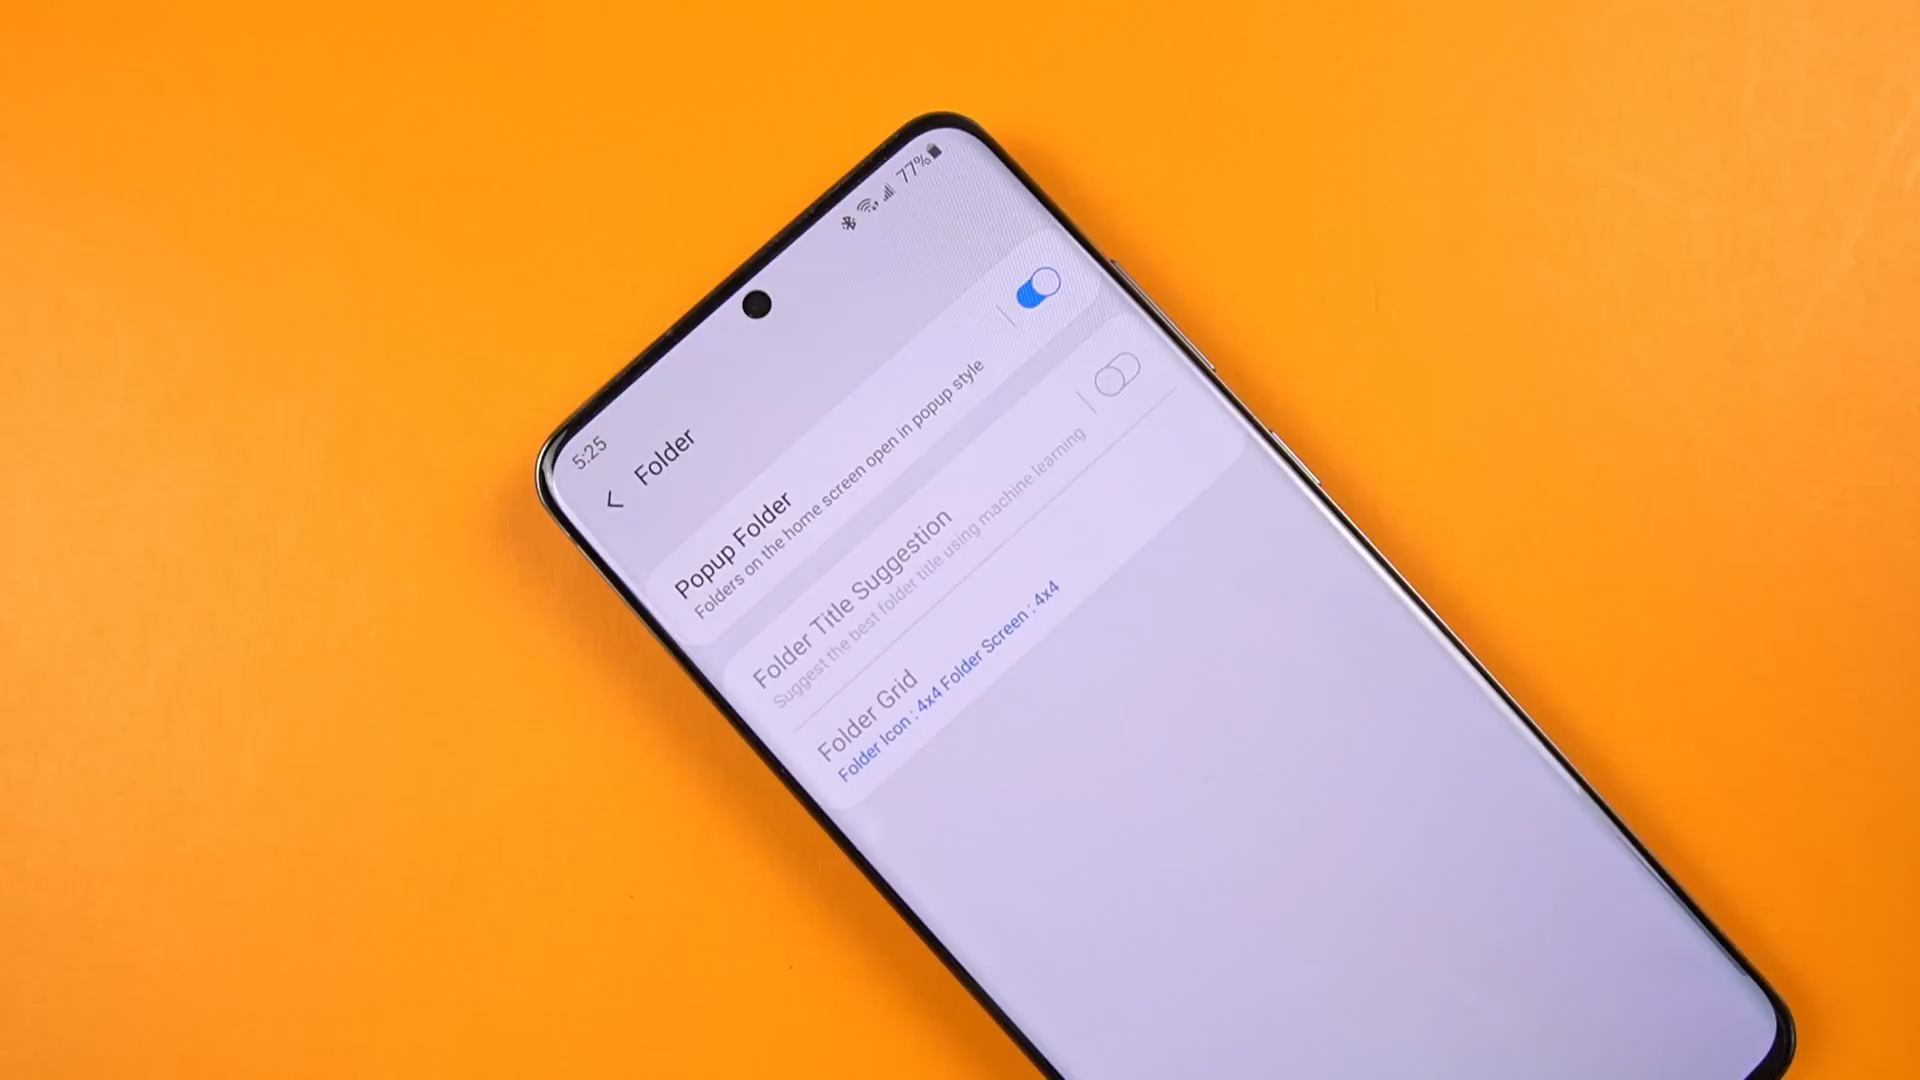 5:25
77%
Folder
Popup Folder
Folders on the home screen open in popup style
Folder Title Suggestion
Suggest the best folder title using machine learning
Folder Grid
Folder Icon : 4x4 Folder Screen : 4x4